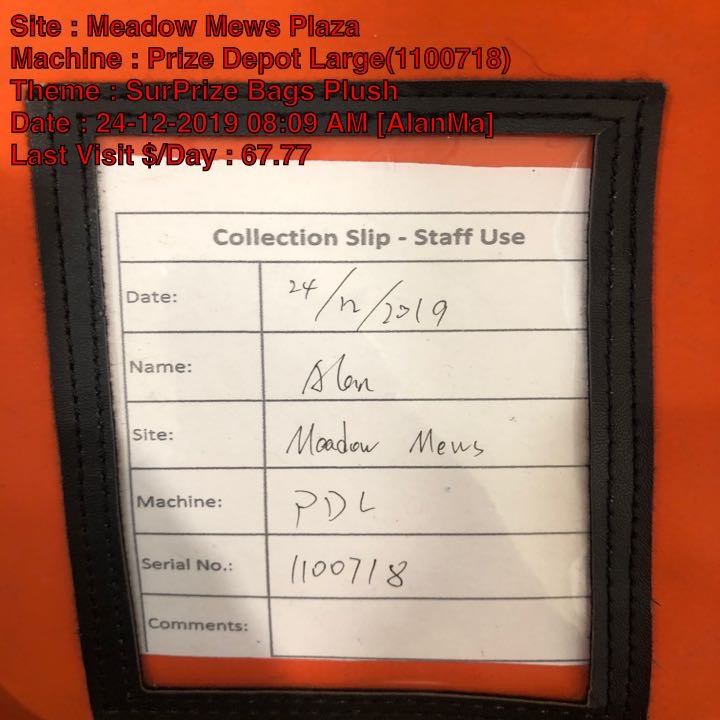 Site : Meadow Mews Plaza
Machine : Prize Depot Large(1100718)
Theme : SurPrize Bags Plush
Date : 24-12-2019 08:09 AM [AlanMa]
Last Visit $/Day : 67.77
Collection Slip - Staff Use
Date: 24/12/2019
Name: Alan
Site: Meadow Mews
Machine: PDL
Serial No.: 1100718
Comments: